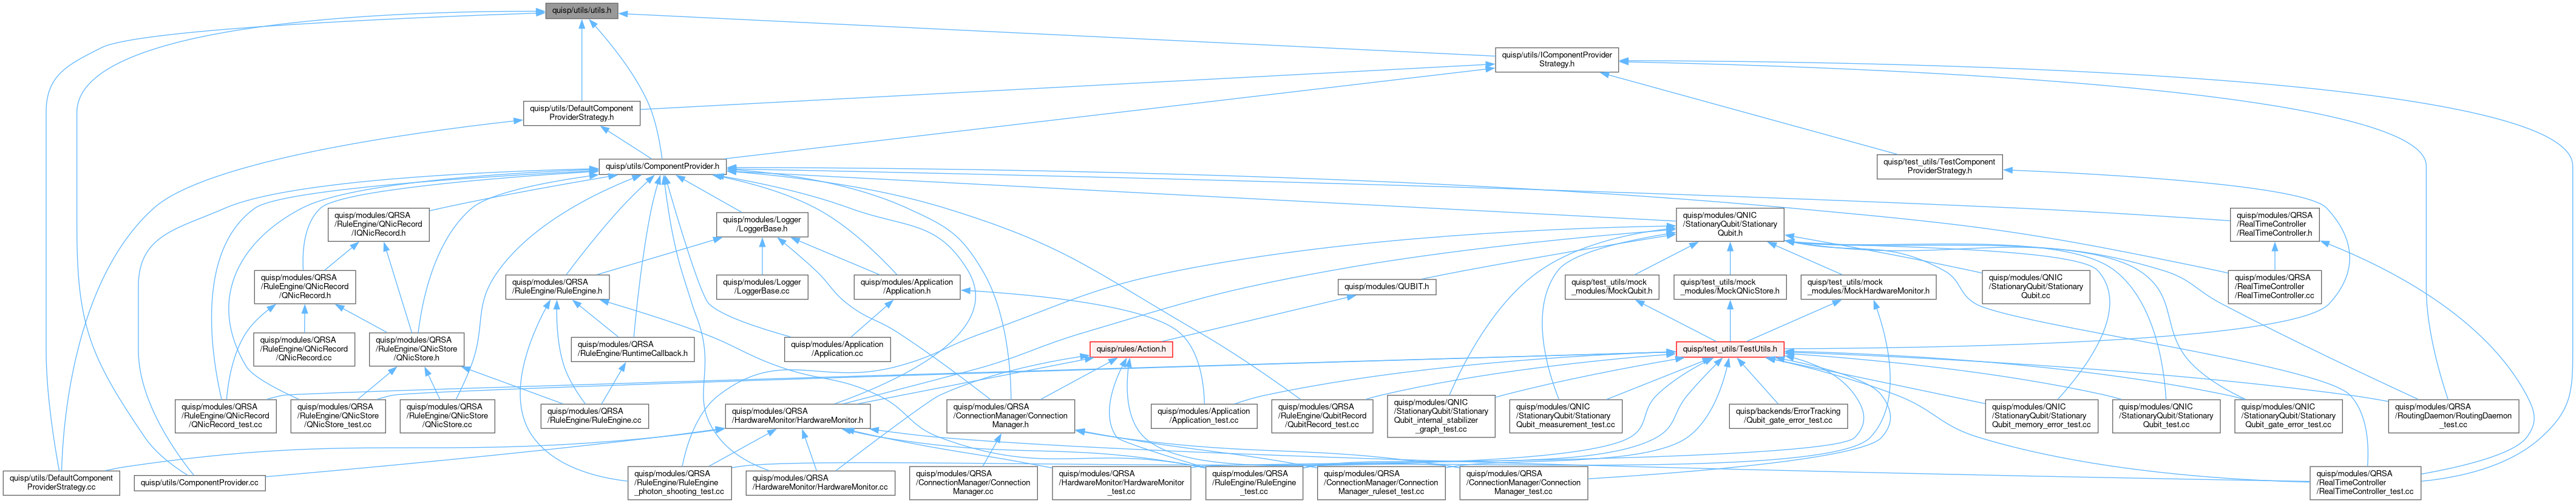 quisp/utils/utils.h
quisp/utils/IComponentProvider
Strategy.h
quisp/utils/DefaultComponent
ProviderStrategy.h
quisp/utils/ComponentProvider.h
quisp/test_utils/TestComponent
ProviderStrategy.h
quisp/modules/QRSA
/RuleEngine/QNicRecord
/IQNicRecord.h
quisp/modules/Logger
/LoggerBase.h
quisp/modules/QNIC
/StationaryQubit/Stationary
Qubit.h
quisp/modules/QRSA
/RealTimeController
/RealTimeController.h
quisp/modules/QRSA
/RuleEngine/QNicRecord
/QNicRecord.h
quisp/modules/QRSA
/RuleEngine/RuleEngine.h
quisp/modules/Logger
/LoggerBase.cc
quisp/modules/Application
/Application.h
quisp/modules/QUBIT.h
quisp/test_utils/mock
_modules/MockQubit.h
quisp/test_utils/mock
_modules/MockQNicStore.h
quisp/test_utils/mock
_modules/MockHardwareMonitor.h
quisp/modules/QNIC
/StationaryQubit/Stationary
Qubit.cc
quisp/modules/QRSA
/RealTimeController
/RealTimeController.cc
quisp/modules/QRSA
/RuleEngine/QNicRecord
/QNicRecord.cc
quisp/modules/QRSA
/RuleEngine/QNicStore
/QNicStore.h
quisp/modules/QRSA
/RuleEngine/RuntimeCallback.h
quisp/modules/Application
/Application.cc
quisp/rules/Action.h
quisp/test_utils/TestUtils.h
quisp/modules/QRSA
/RuleEngine/QNicRecord
/QNicRecord_test.cc
quisp/modules/QRSA
/RuleEngine/QNicStore
/QNicStore_test.cc
quisp/modules/QRSA
/RuleEngine/QNicStore
/QNicStore.cc
quisp/modules/QRSA
/RuleEngine/RuleEngine.cc
quisp/modules/QRSA
/HardwareMonitor/HardwareMonitor.h
quisp/modules/QRSA
/ConnectionManager/Connection
Manager.h
quisp/modules/Application
/Application_test.cc
quisp/modules/QRSA
/RuleEngine/QubitRecord
/QubitRecord_test.cc
quisp/modules/QNIC
/StationaryQubit/Stationary
Qubit_internal_stabilizer
_graph_test.cc
quisp/modules/QNIC
/StationaryQubit/Stationary
Qubit_measurement_test.cc
quisp/backends/ErrorTracking
/Qubit_gate_error_test.cc
quisp/modules/QNIC
/StationaryQubit/Stationary
Qubit_memory_error_test.cc
quisp/modules/QNIC
/StationaryQubit/Stationary
Qubit_test.cc
quisp/modules/QNIC
/StationaryQubit/Stationary
Qubit_gate_error_test.cc
quisp/modules/QRSA
/RoutingDaemon/RoutingDaemon
_test.cc
quisp/utils/DefaultComponent
ProviderStrategy.cc
quisp/utils/ComponentProvider.cc
quisp/modules/QRSA
/RuleEngine/RuleEngine
_photon_shooting_test.cc
quisp/modules/QRSA
/HardwareMonitor/HardwareMonitor.cc
quisp/modules/QRSA
/ConnectionManager/Connection
Manager.cc
quisp/modules/QRSA
/HardwareMonitor/HardwareMonitor
_test.cc
quisp/modules/QRSA
/RuleEngine/RuleEngine
_test.cc
quisp/modules/QRSA
/ConnectionManager/Connection
Manager_ruleset_test.cc
quisp/modules/QRSA
/ConnectionManager/Connection
Manager_test.cc
quisp/modules/QRSA
/RealTimeController
/RealTimeController_test.cc